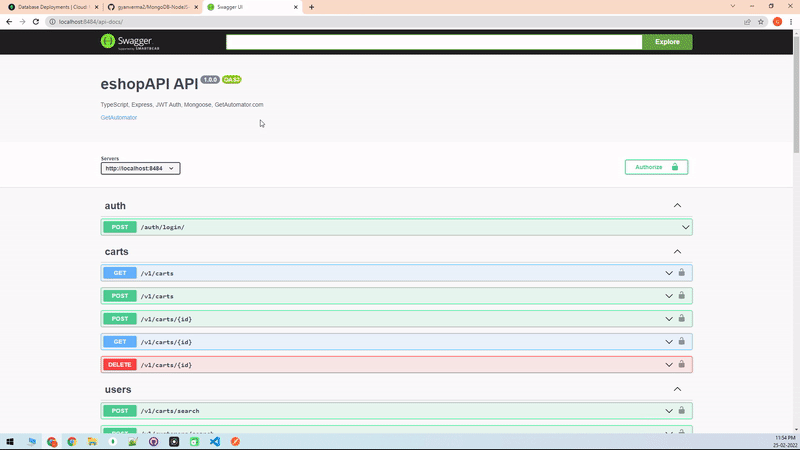 Database Deployments | Cloud:
gyanverma2/MongoDB-NodeJS-
Swagger UI
localhost:8484/api-docs/
Swagger
Supported by SMARTBEAR
Explore
eshopAPI API 1.0.0 OAS3
TypeScript, Express, JWT Auth, Mongoose, GetAutomator.com
GetAutomator
Servers
http://localhost:8484
Authorize
auth
POST /auth/login/
carts
GET /v1/carts
POST /v1/carts
POST /v1/carts/{id}
GET /v1/carts/{id}
DELETE /v1/carts/{id}
users
POST /v1/carts/search
11:54 PM
25-02-2022